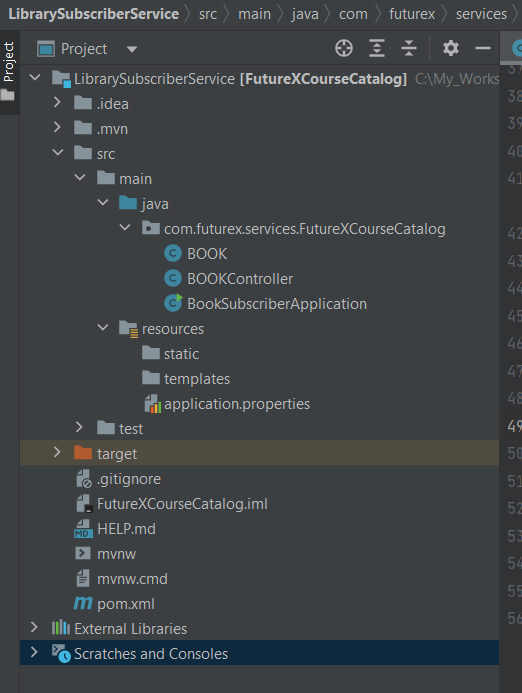 LibrarySubscriberService 〉 src 〉 main 〉 java 〉 com 〉 futurex 〉 services 〉
Project
Project
LibrarySubscriberService [FutureXCourseCatalog] C:\My_Works
.idea
.mvn
src
main
java
com.futurex.services.FutureXCourseCatalog
C BOOK
C BOOKController
C BookSubscriberApplication
resources
static
templates
application.properties
test
target
.gitignore
FutureXCourseCatalog.iml
MD HELP.md
mvnw
mvnw.cmd
m pom.xml
External Libraries
Scratches and Consoles
37
38
39
40
41
42
43
44
45
46
47
48
49
50
51
52
53
54
55
56